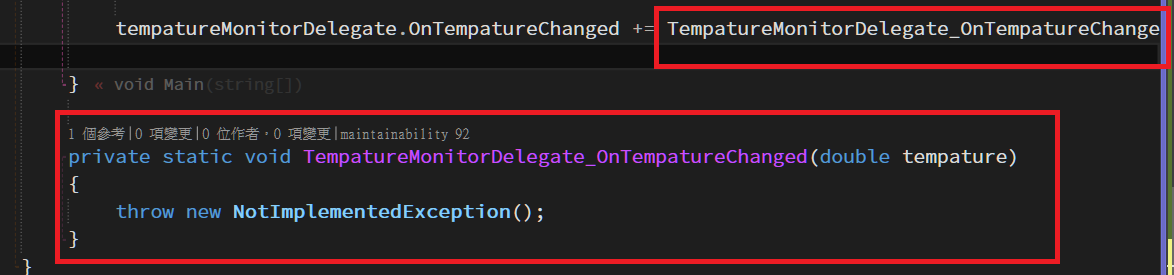 tempatureMonitorDelegate.OnTempatureChanged += TempatureMonitorDelegate_OnTempatureChange
} « void Main(string[])
1 個參考|0 項變更|0 位作者，0 項變更|maintainability 92
private static void TempatureMonitorDelegate_OnTempatureChanged(double tempature)
{
throw new NotImplementedException();
}
}